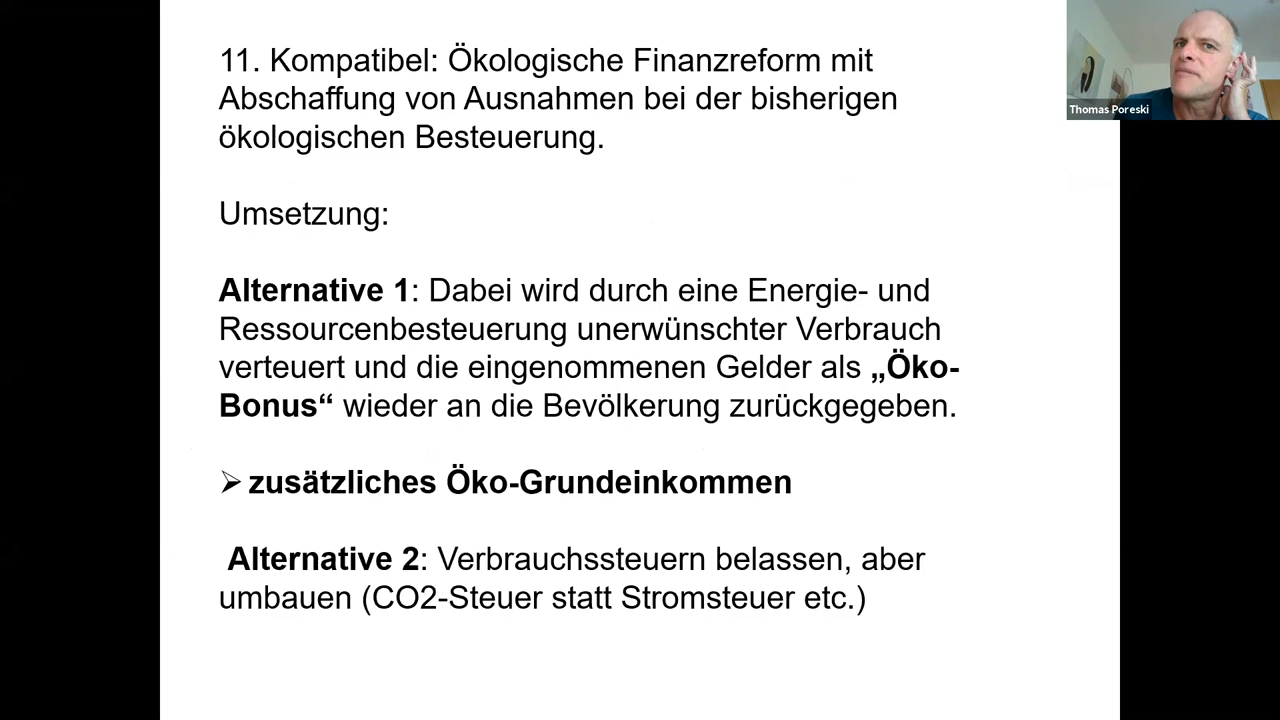 11. Kompatibel: Ökologische Finanzreform mit
Abschaffung von Ausnahmen bei der bisherigen
ökologischen Besteuerung.
Umsetzung:
Alternative 1: Dabei wird durch eine Energie- und
Ressourcenbesteuerung unerwünschter Verbrauch
verteuert und die eingenommenen Gelder als „Öko-
Bonus“ wieder an die Bevölkerung zurückgegeben.
➢ zusätzliches Öko-Grundeinkommen
Alternative 2: Verbrauchssteuern belassen, aber
umbauen (CO2-Steuer statt Stromsteuer etc.)
Thomas Poreski